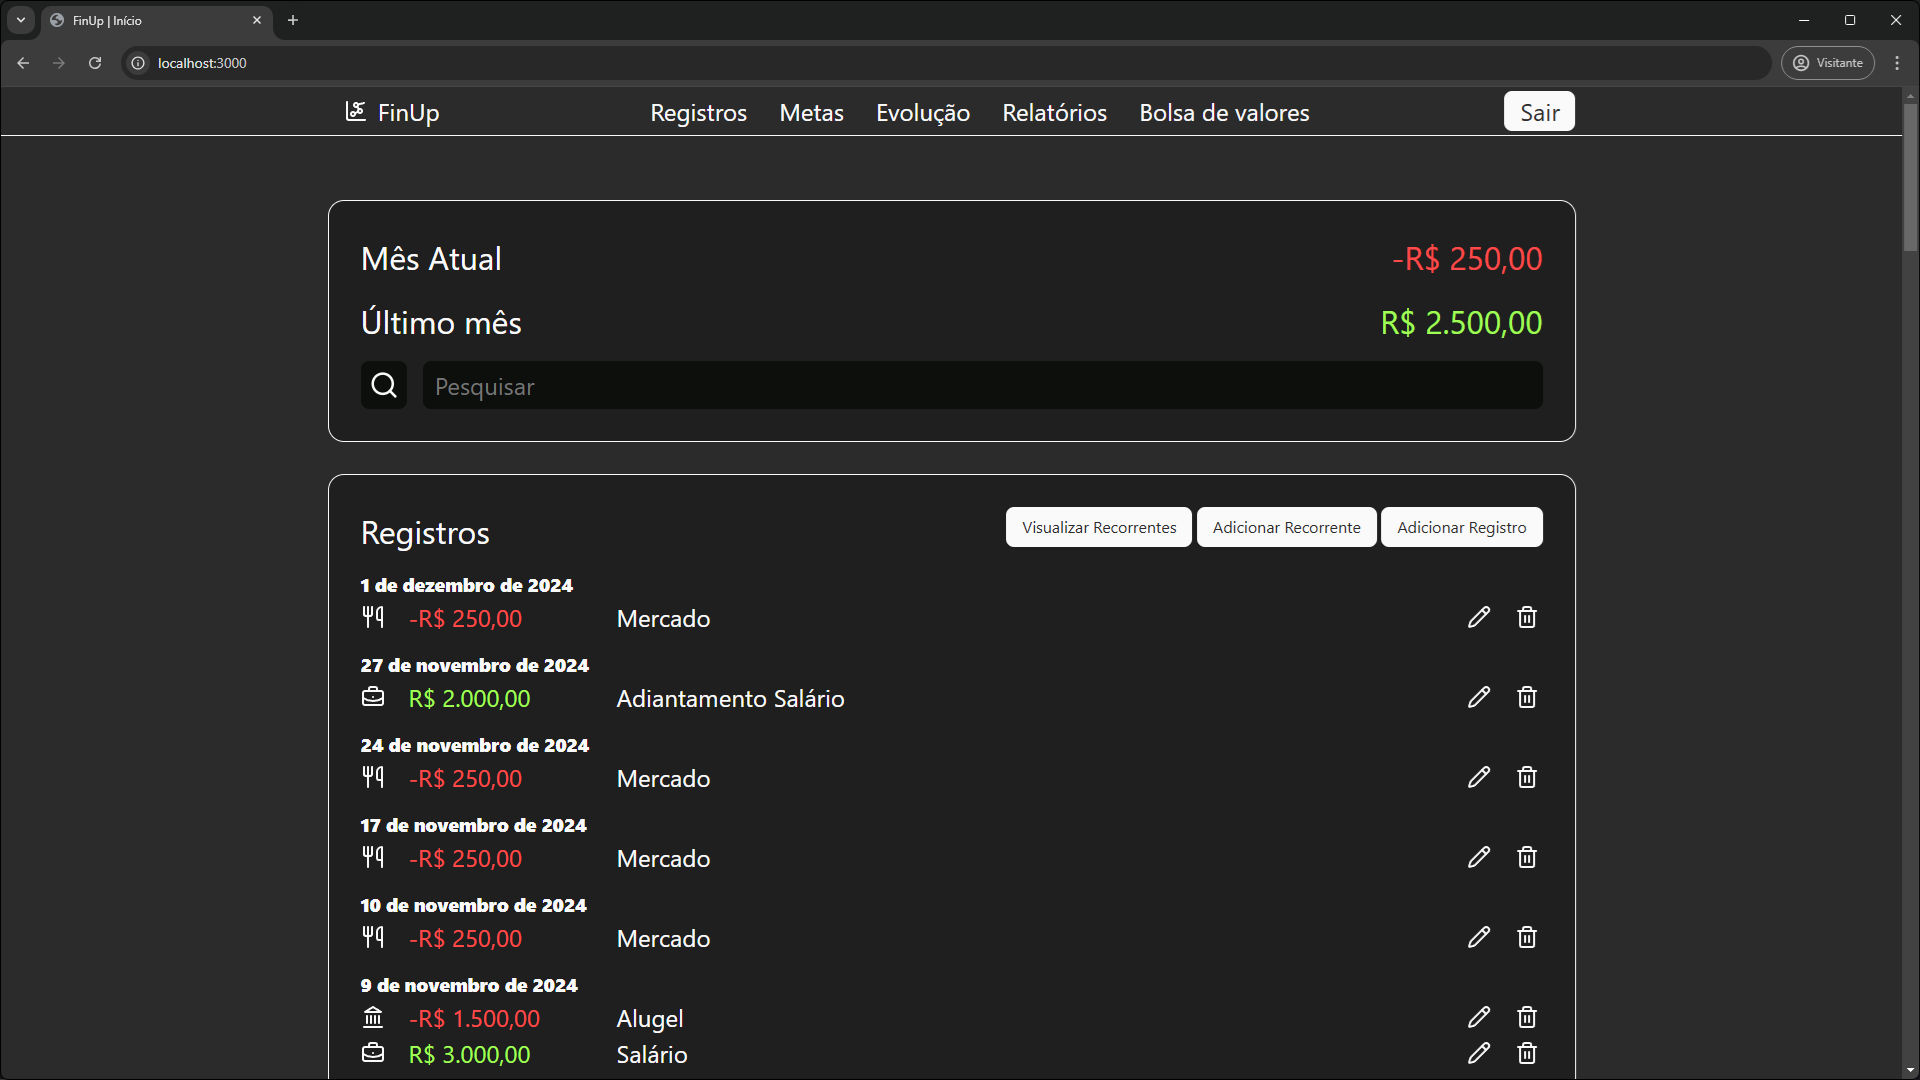 FinUp | Início
localhost:3000
Visitante
FinUp Registros Metas Evolução Relatórios Bolsa de valores Sair
Mês Atual -R$ 250,00
Último mês R$ 2.500,00
Pesquisar
Registros Visualizar Recorrentes Adicionar Recorrente Adicionar Registro
1 de dezembro de 2024
-R$ 250,00 Mercado
27 de novembro de 2024
R$ 2.000,00 Adiantamento Salário
24 de novembro de 2024
-R$ 250,00 Mercado
17 de novembro de 2024
-R$ 250,00 Mercado
10 de novembro de 2024
-R$ 250,00 Mercado
9 de novembro de 2024
-R$ 1.500,00 Alugel
R$ 3.000,00 Salário